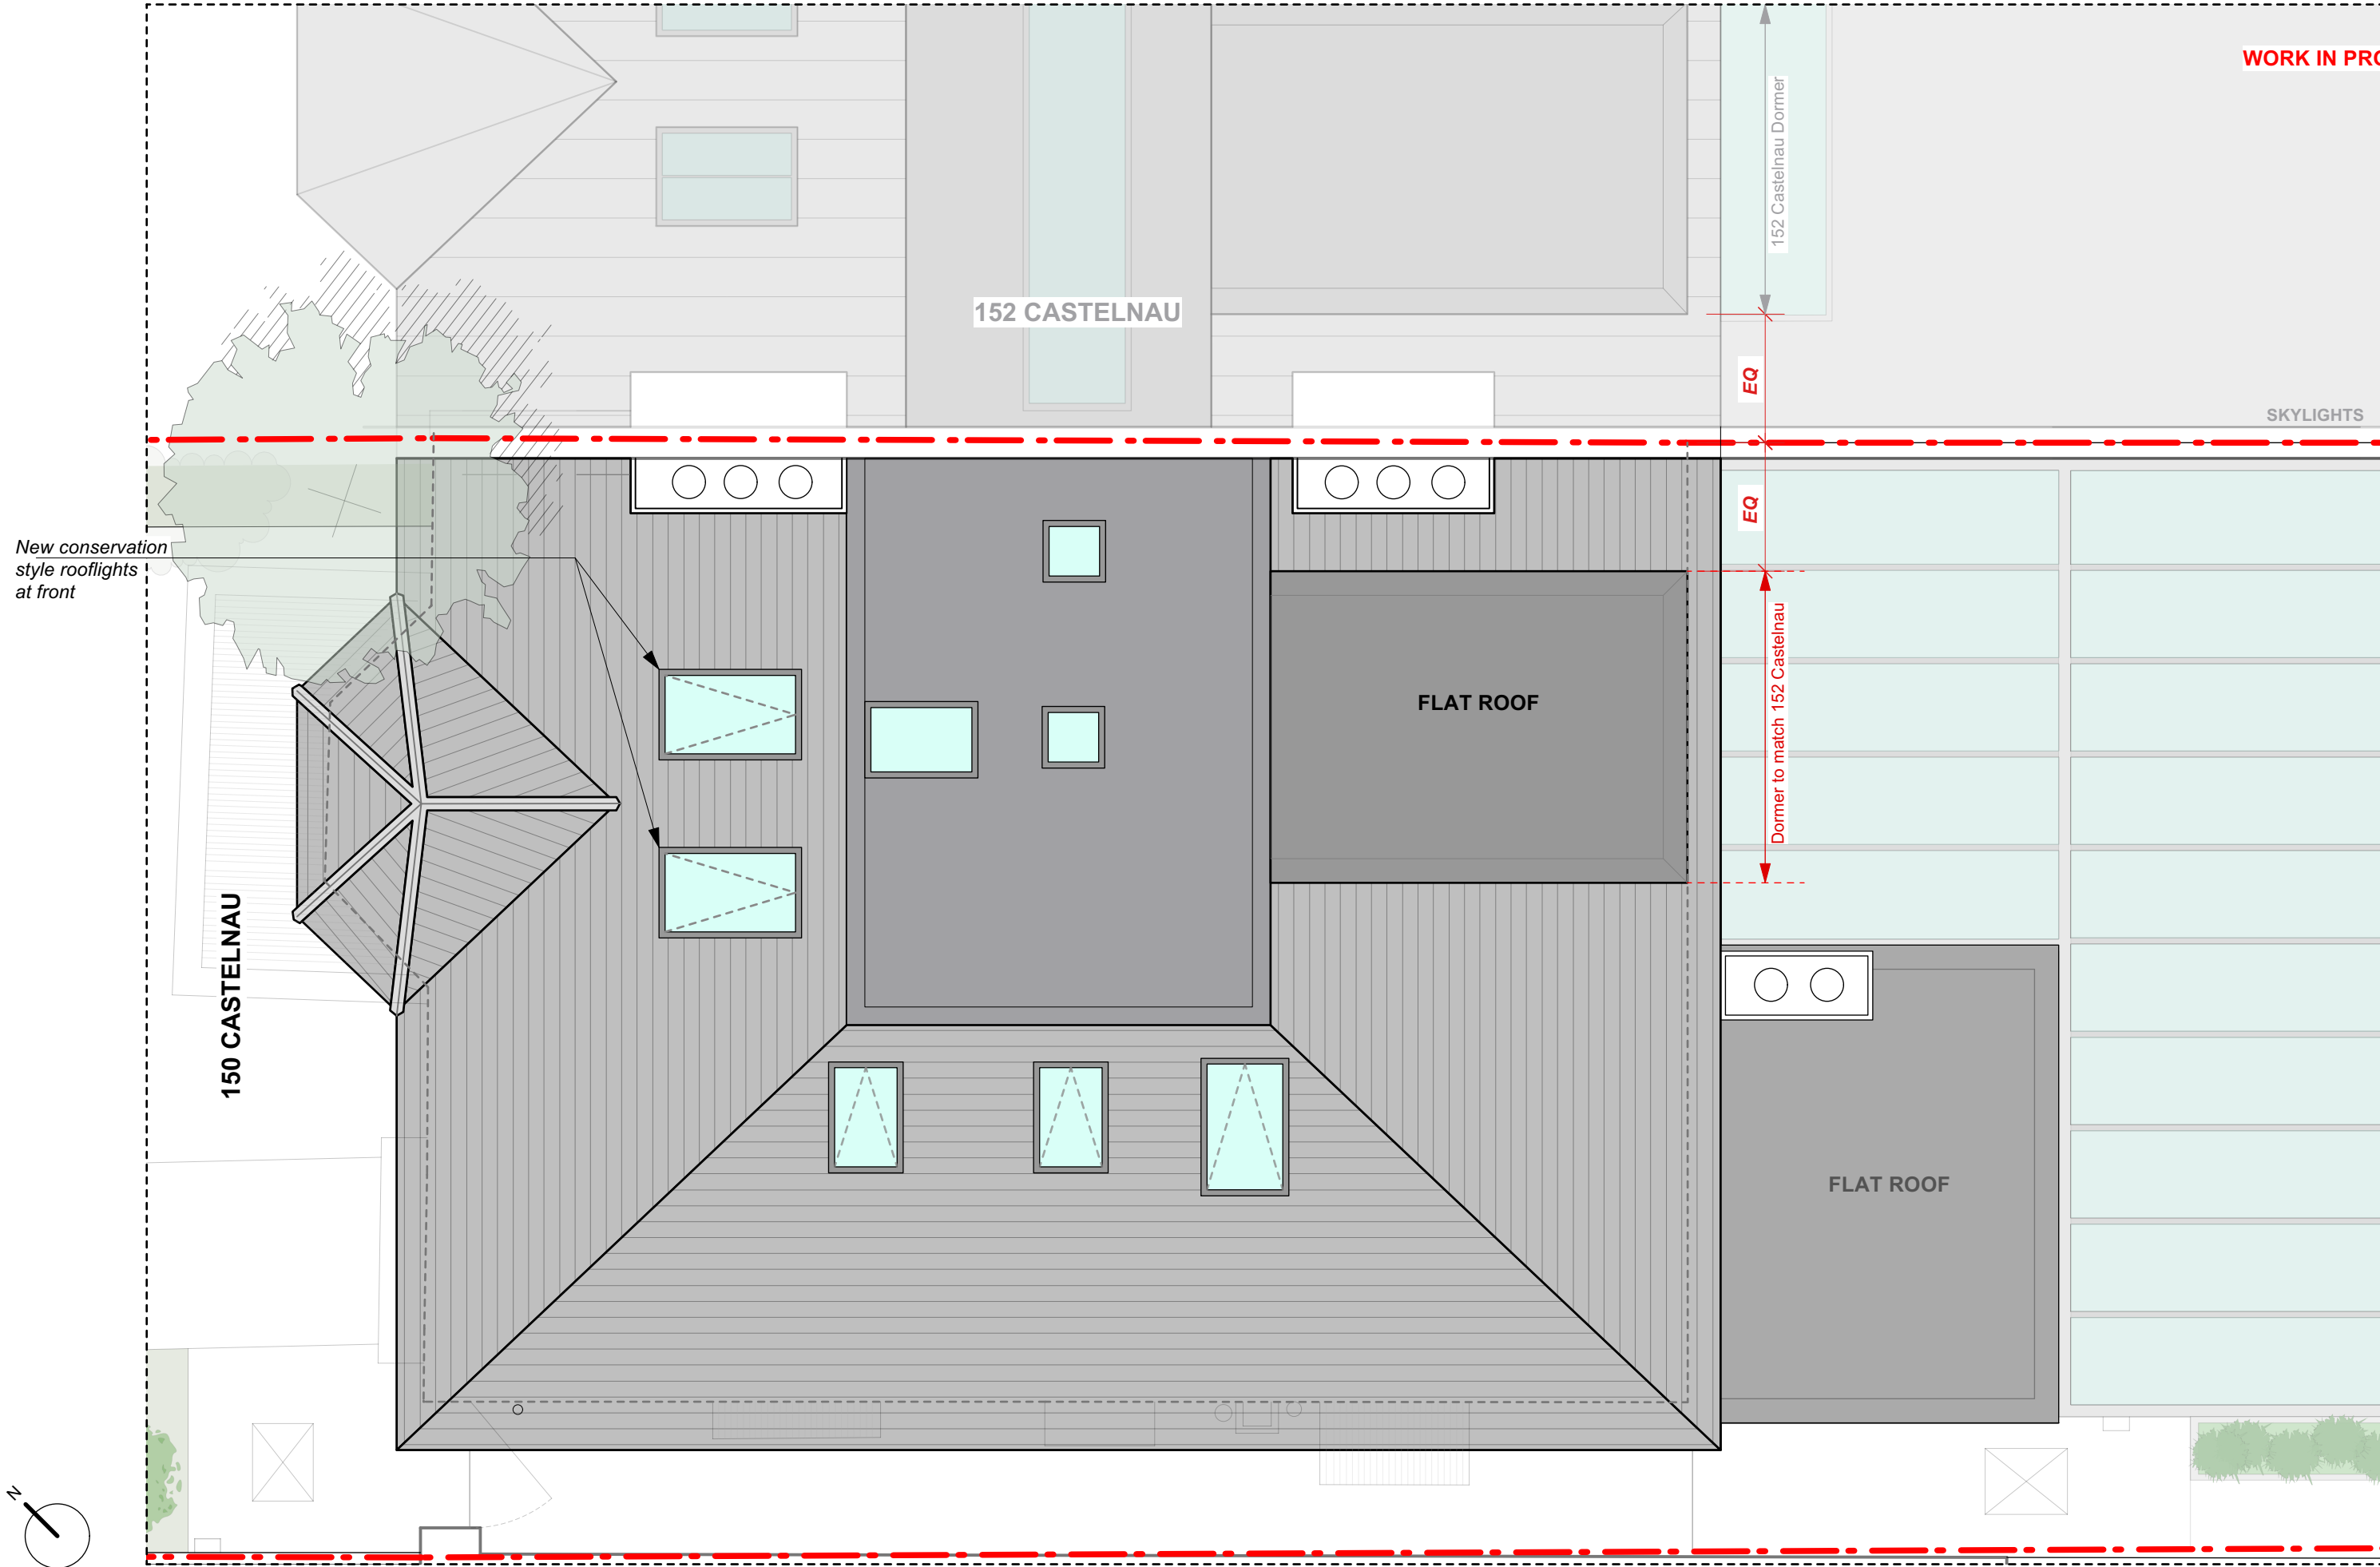 WORK IN PRO
152 Castelnau Dormer
152 CASTELNAU
EQ
SKYLIGHTS
EQ
New conservation
style rooflights
at front
Dormer to match 152 Castelnau
FLAT ROOF
150 CASTELNAU
FLAT ROOF
N